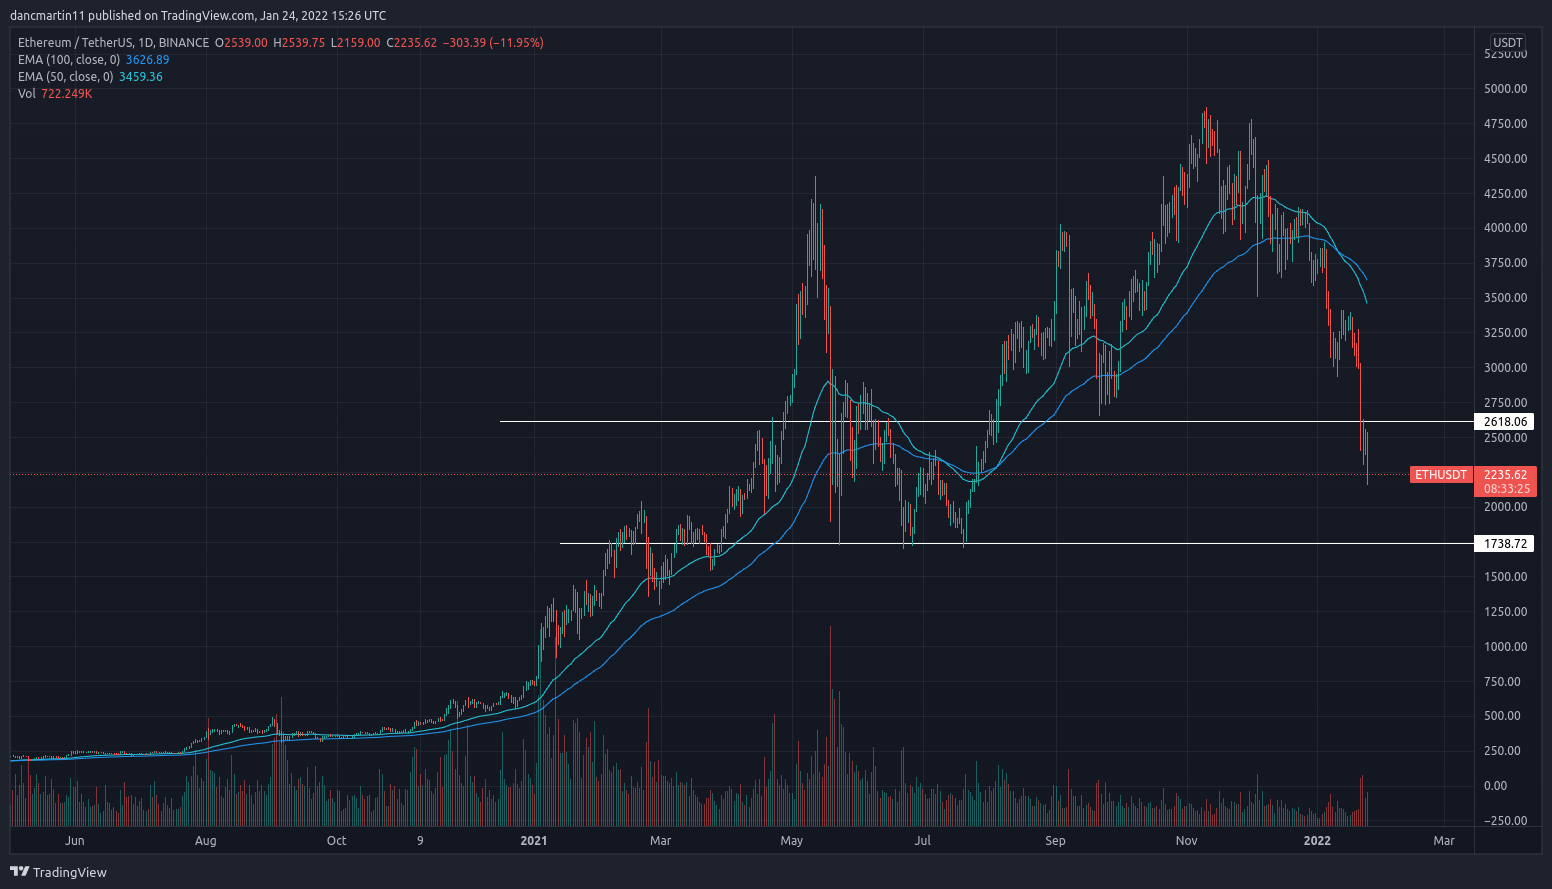 dancmartin11 published on TradingView.com, Jan 24, 2022 15:26 UTC
Ethereum / TetherUS, 1D, BINANCE O2539.00 H2539.75 L2159.00 C2235.62 −303.39 (−11.95%)
EMA (100, close, 0) 3626.89
EMA (50, close, 0) 3459.36
Vol 722.249K
USDT
5250.00
5000.00
4750.00
4500.00
4250.00
4000.00
3750.00
3500.00
3250.00
3000.00
2750.00
2618.06
2500.00
ETHUSDT 2235.62
08:33:25
2000.00
1738.72
1500.00
1250.00
1000.00
750.00
500.00
250.00
0.00
−250.00
Jun Aug Oct 9 2021 Mar May Jul Sep Nov 2022 Mar
TradingView